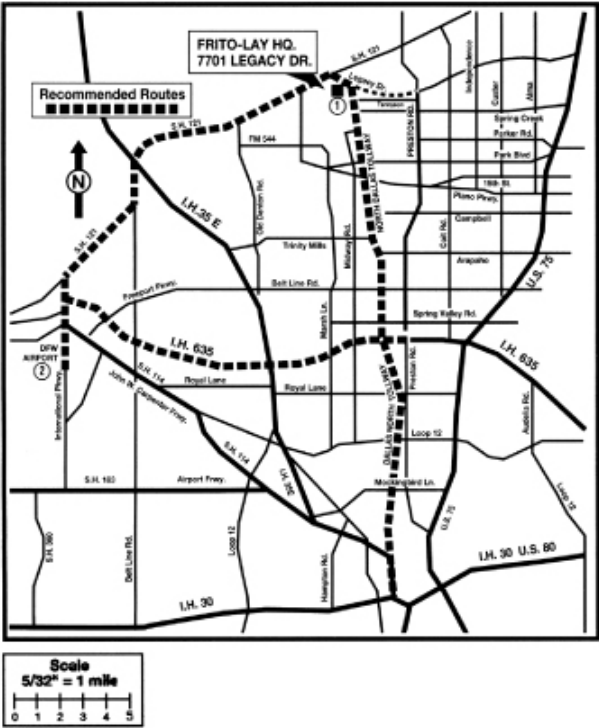 S.H. 121
FRITO-LAY HQ.
7701 LEGACY DR.
Legacy Dr.
Independence
Custer
Alma
Recommended Routes
1
Tennyson
S.H. 121
PRESTON RD.
Spring Creek
Parker Rd.
FM 544
NORTH DALLAS TOLLWAY
Park Blvd
N
15th St.
Plano Pkwy.
I.H. 35 E
Old Denton Rd.
Campbell
S.H. 121
Trinity Mills
Midway Rd.
Coit Rd.
Arapaho
U.S. 75
Freeport Pkwy.
Belt Line Rd.
Marsh Ln.
Spring Valley Rd.
I.H. 635
I.H. 635
DFW
AIRPORT
2
S.H. 114
John W. Carpenter Frwy.
Royal Lane
Royal Lane
Preston Rd.
International Pkwy.
DALLAS NORTH TOLLWAY
Audelia Rd.
Loop 12
S.H. 114
S.H. 183
Airport Frwy.
I.H. 35E
Mockingbird Ln.
Loop 12
U.S. 75
S.H. 360
Belt Line Rd.
Loop 12
Hampton Rd.
I.H. 30 U.S. 80
I.H. 30
Scale
5/32" = 1 mile
0 1 2 3 4 5